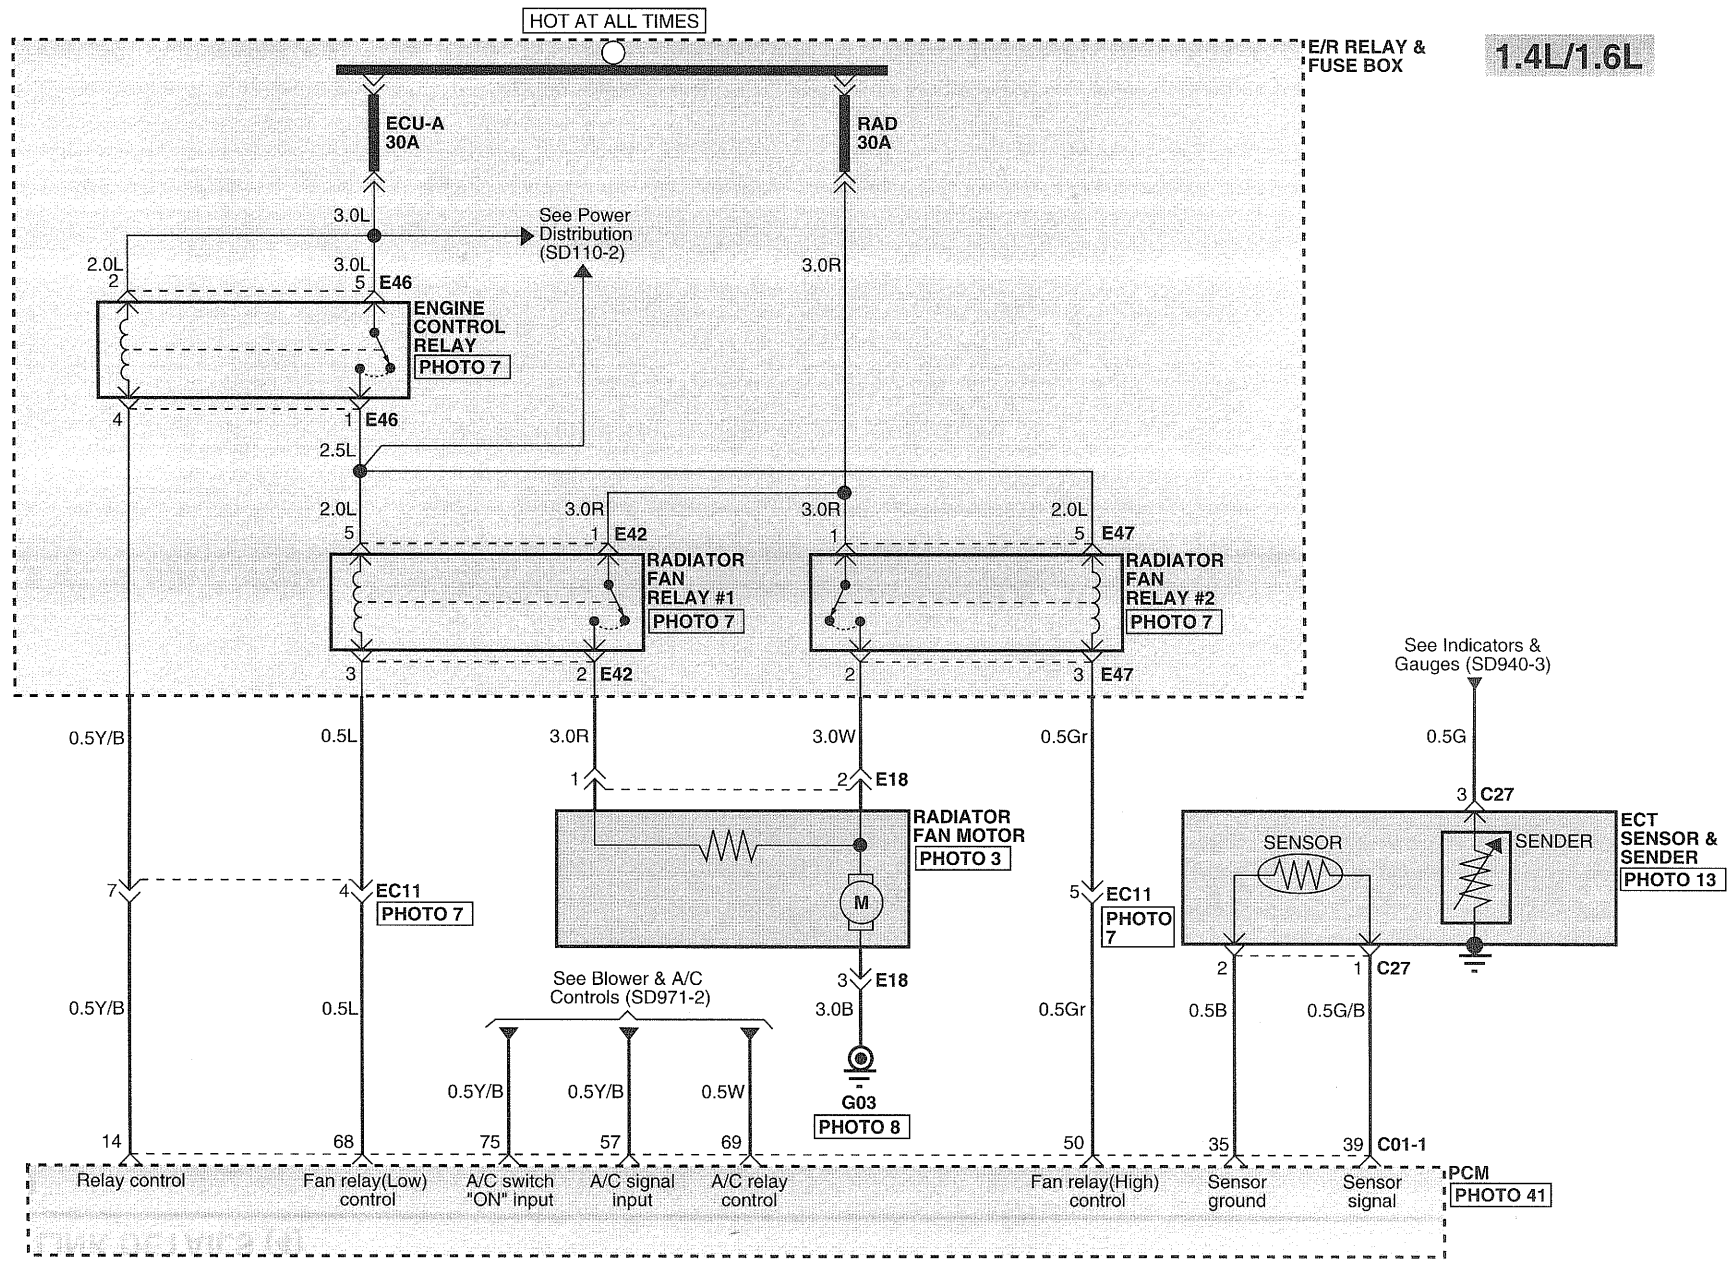 HOT AT ALL TIMES
E/R RELAY &
FUSE BOX
1.4L/1.6L
ECU-A
30A
RAD
30A
3.0L
See Power
Distribution
(SD110-2)
2.0L
3.0L
3.0R
2
5
E46
ENGINE
CONTROL
RELAY
PHOTO 7
4
1
E46
2.5L
2.0L
3.0R
3.0R
2.0L
5
1
E42
1
5
E47
RADIATOR
FAN
RELAY #1
PHOTO 7
RADIATOR
FAN
RELAY #2
PHOTO 7
3
2
E42
2
3
E47
See Indicators &
Gauges (SD940-3)
0.5Y/B
0.5L
3.0R
3.0W
0.5Gr
0.5G
1
2
E18
3
C27
RADIATOR
FAN MOTOR
PHOTO 3
M
SENSOR
SENDER
ECT
SENSOR &
SENDER
PHOTO 13
7
4
EC11
PHOTO 7
5
EC11
PHOTO
7
2
1
C27
See Blower & A/C
Controls (SD971-2)
3
E18
0.5Y/B
0.5L
3.0B
0.5Gr
0.5B
0.5G/B
0.5Y/B
0.5Y/B
0.5W
G03
PHOTO 8
14
68
75
57
69
50
35
39
C01-1
Relay control
Fan relay(Low)
control
A/C switch
"ON" input
A/C signal
input
A/C relay
control
Fan relay(High)
control
Sensor
ground
Sensor
signal
PCM
PHOTO 41